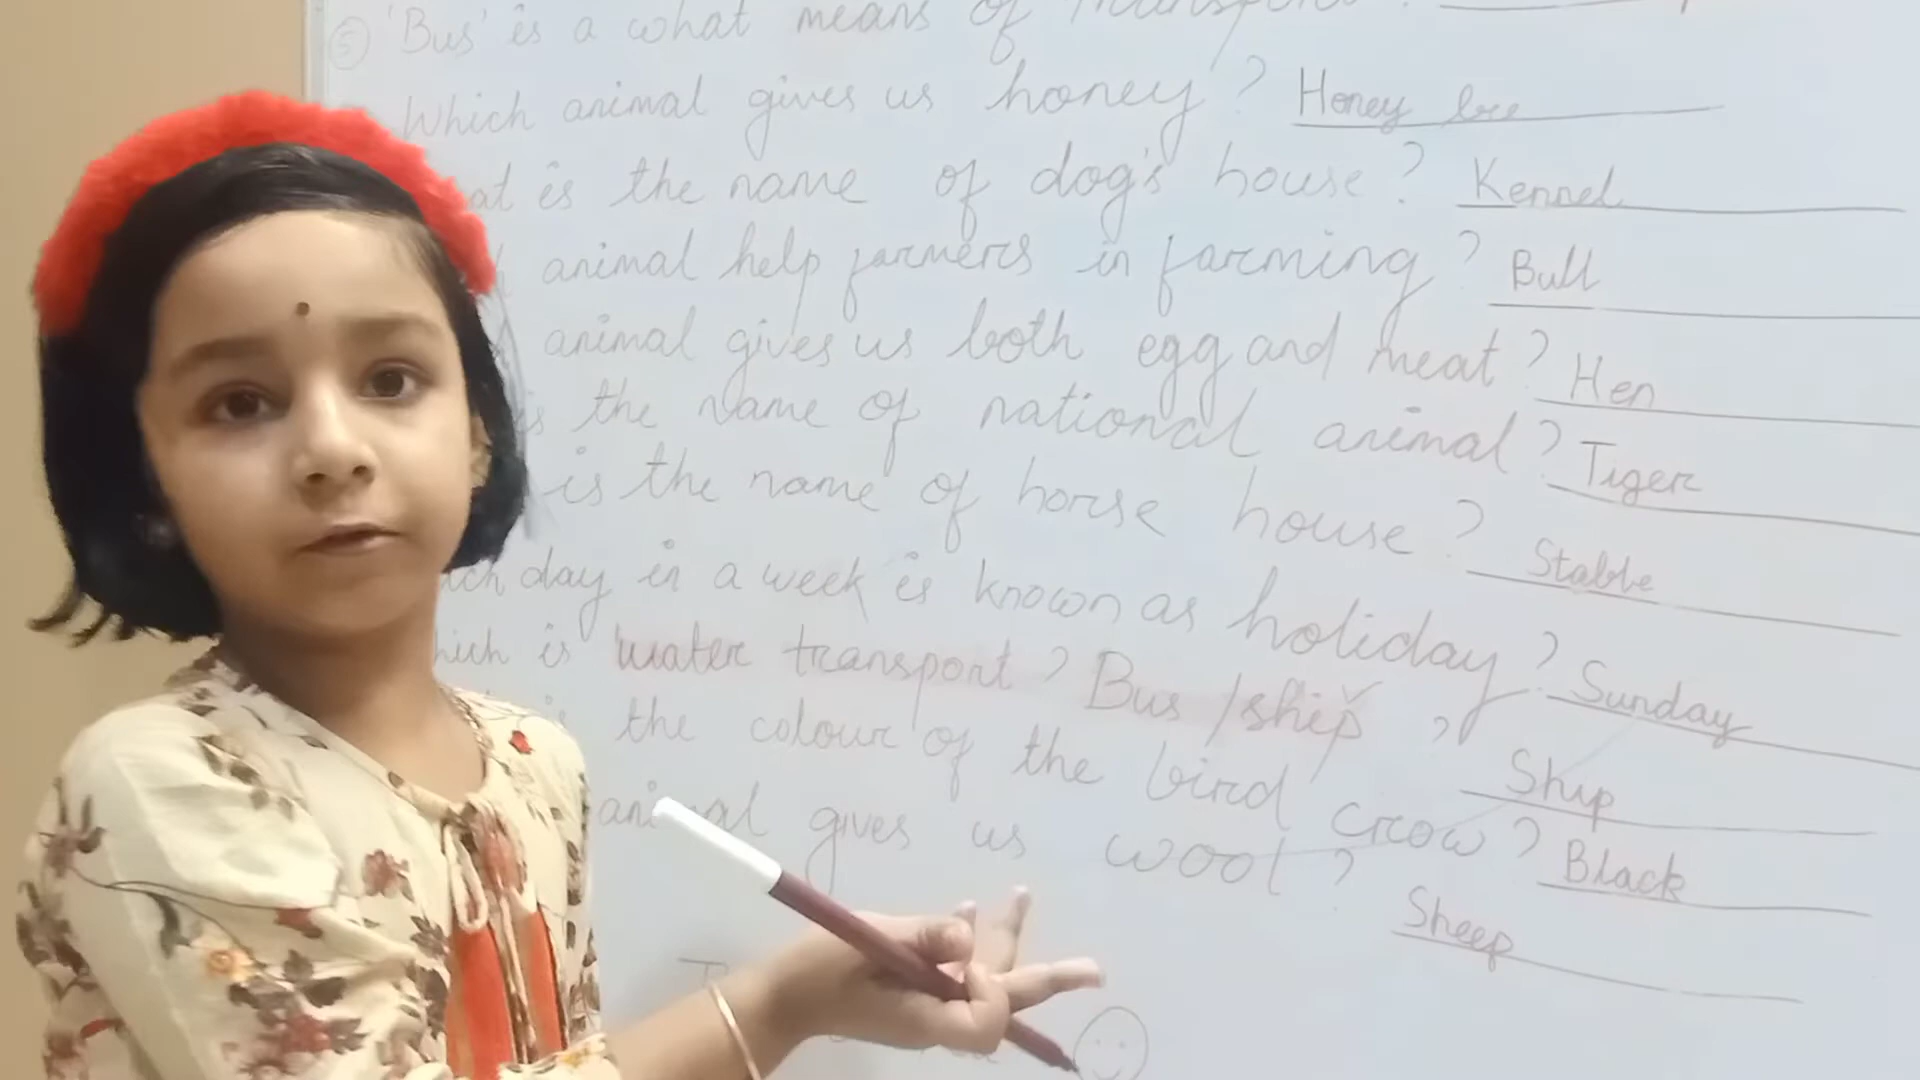 ⑤ 'Bus' is a what means of transport?
Which animal gives us honey? Honey bee
at is the name of dog's house? Kennel
animal help farmers in farming? Bull
animal gives us both egg and meat? Hen
is the name of national animal? Tiger
is the name of horse house? Stable
ich day in a week is known as holiday? Sunday
hich is 'water transport? Bus/ship ? Ship
is the colour of the bird crow? Black
animal gives us wool? Sheep